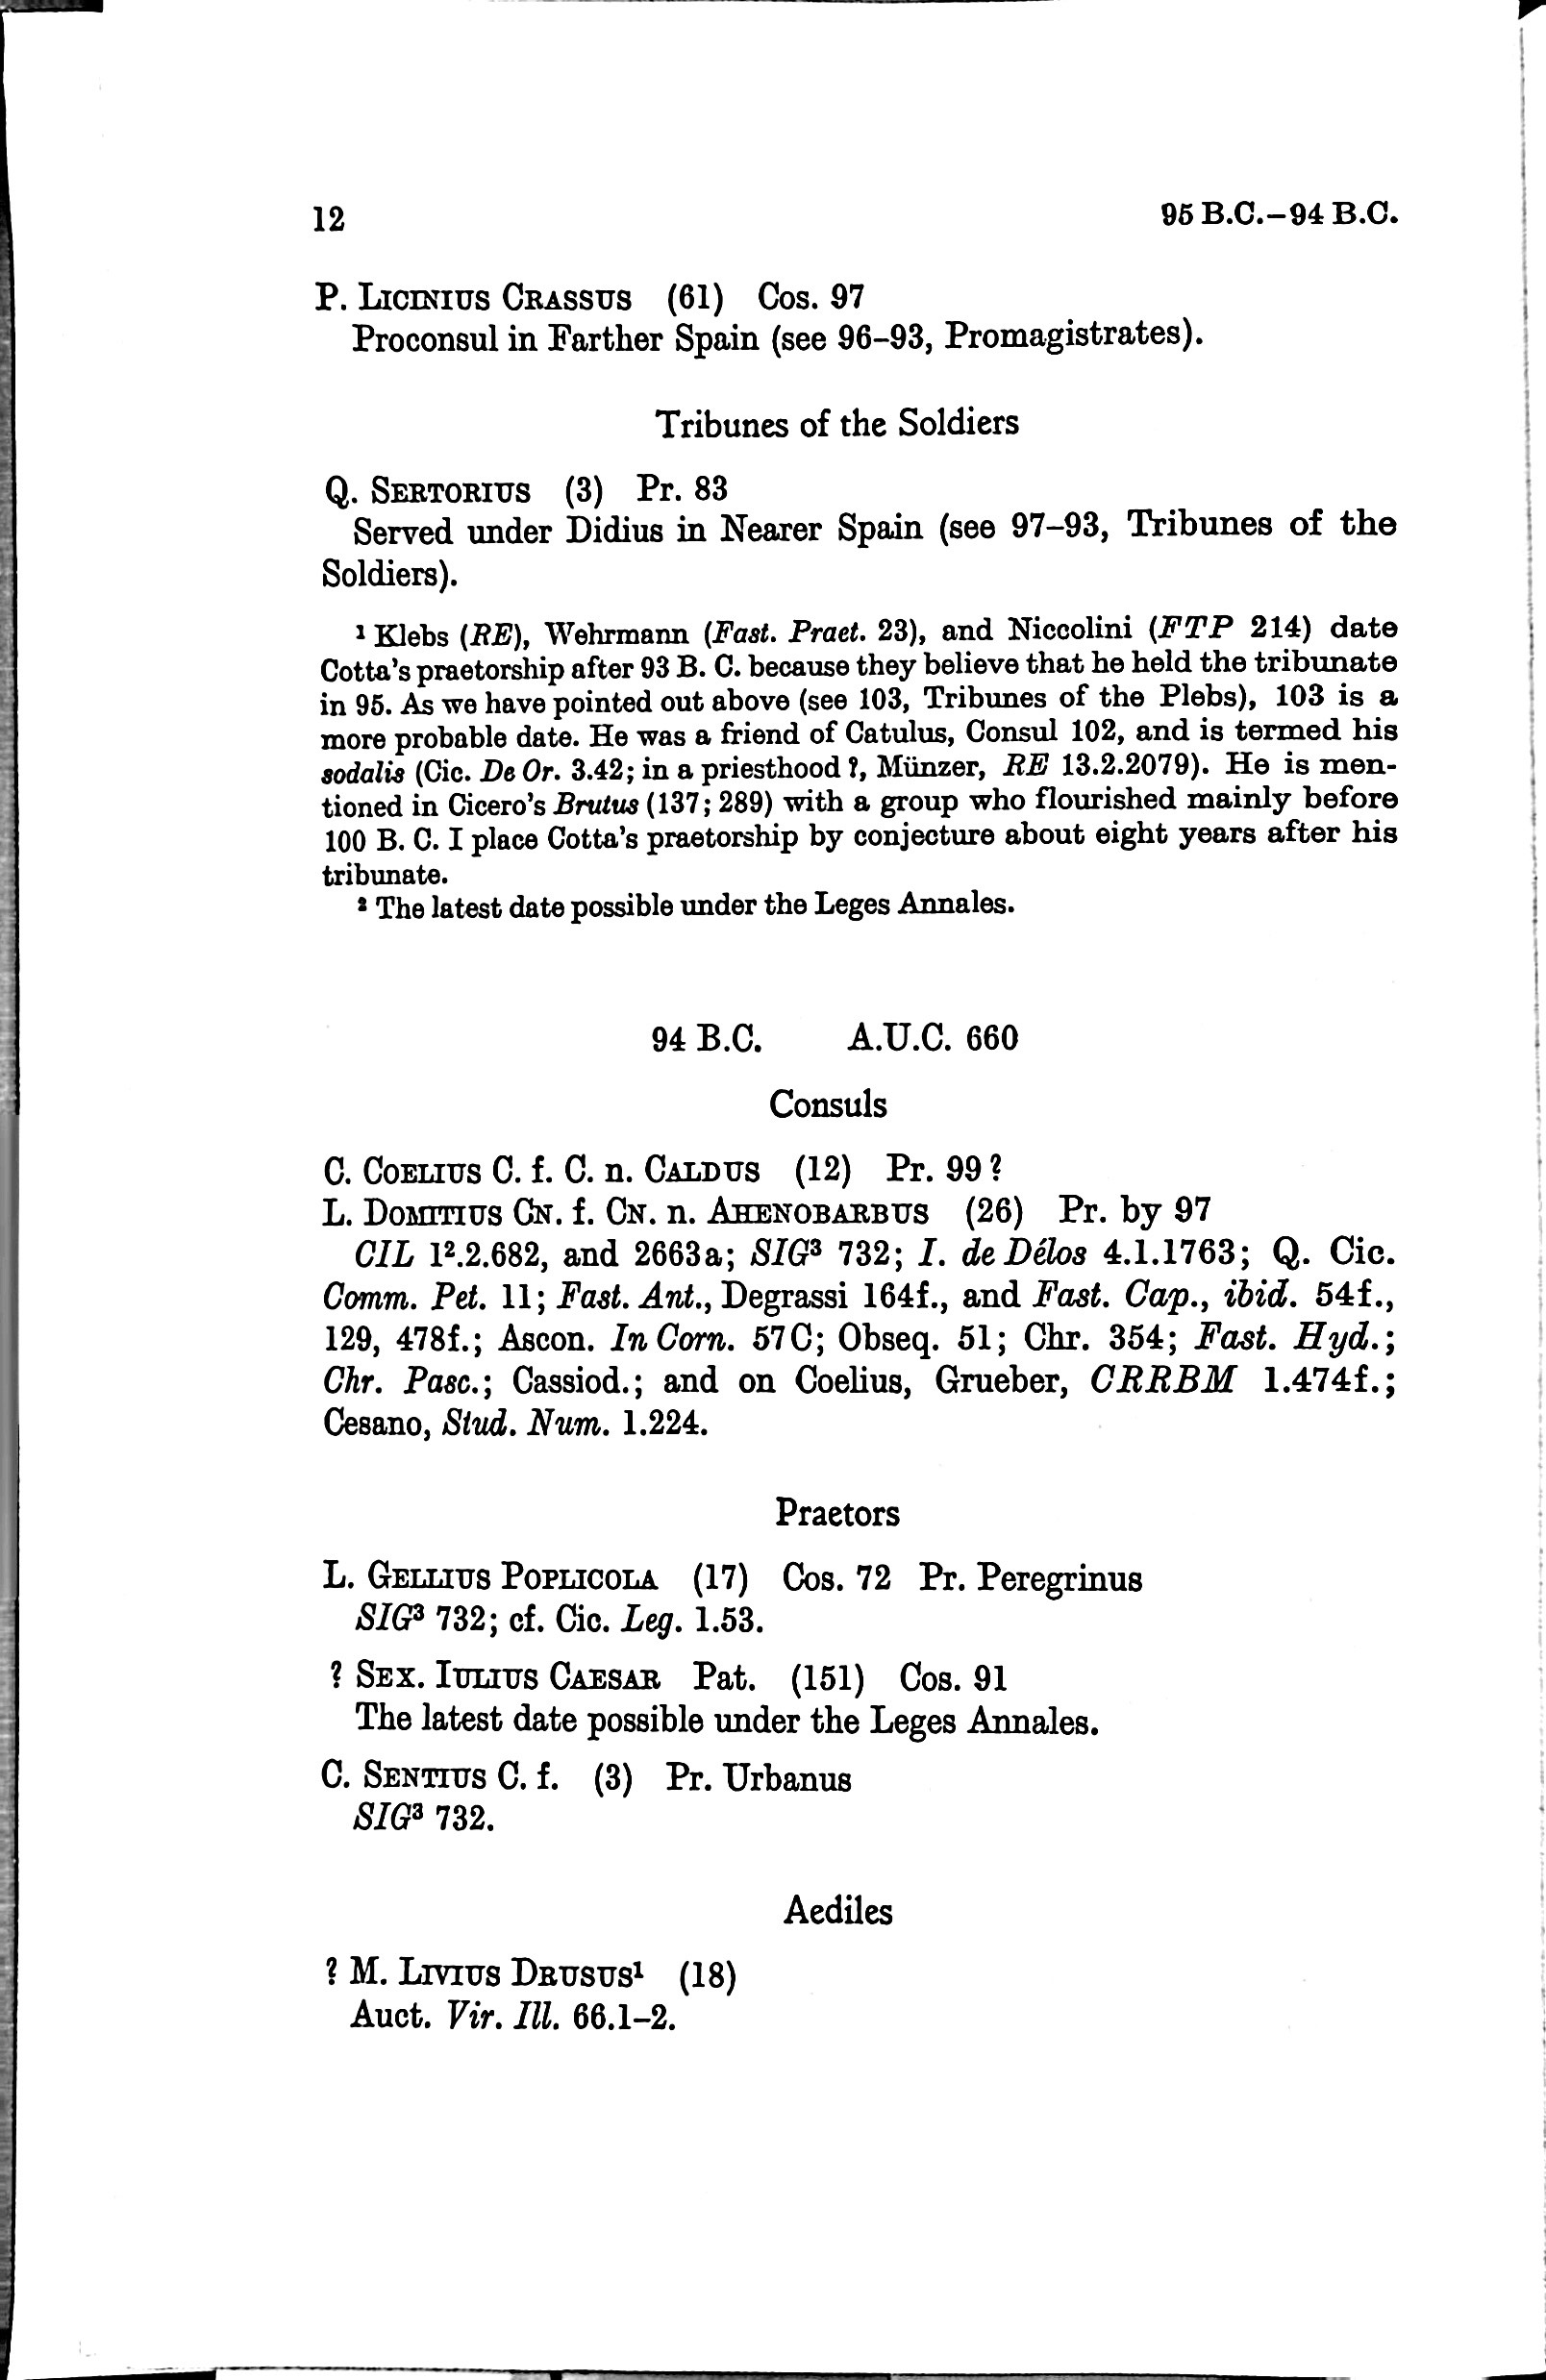 12 95 B.C.–94 B.C.
P. Licinius Crassus (61) Cos. 97
Proconsul in Farther Spain (see 96–93, Promagistrates).
Tribunes of the Soldiers
Q. Sertorius (3) Pr. 83
Served under Didius in Nearer Spain (see 97–93, Tribunes of the
Soldiers).
¹ Klebs (RE), Wehrmann (Fast. Praet. 23), and Niccolini (FTP 214) date
Cotta's praetorship after 93 B. C. because they believe that he held the tribunate
in 95. As we have pointed out above (see 103, Tribunes of the Plebs), 103 is a
more probable date. He was a friend of Catulus, Consul 102, and is termed his
sodalis (Cic. De Or. 3.42; in a priesthood ?, Münzer, RE 13.2.2079). He is men-
tioned in Cicero's Brutus (137; 289) with a group who flourished mainly before
100 B. C. I place Cotta's praetorship by conjecture about eight years after his
tribunate.
² The latest date possible under the Leges Annales.
94 B.C. A.U.C. 660
Consuls
C. Coelius C. f. C. n. Caldus (12) Pr. 99 ?
L. Domitius Cn. f. Cn. n. Ahenobarbus (26) Pr. by 97
CIL 1².2.682, and 2663a; SIG³ 732; I. de Délos 4.1.1763; Q. Cic.
Comm. Pet. 11; Fast. Ant., Degrassi 164f., and Fast. Cap., ibid. 54f.,
129, 478f.; Ascon. In Corn. 57C; Obseq. 51; Chr. 354; Fast. Hyd.;
Chr. Pasc.; Cassiod.; and on Coelius, Grueber, CRRBM 1.474f.;
Cesano, Stud. Num. 1.224.
Praetors
L. Gellius Poplicola (17) Cos. 72 Pr. Peregrinus
SIG³ 732; cf. Cic. Leg. 1.53.
? Sex. Iulius Caesar Pat. (151) Cos. 91
The latest date possible under the Leges Annales.
C. Sentius C. f. (3) Pr. Urbanus
SIG³ 732.
Aediles
? M. Livius Drusus¹ (18)
Auct. Vir. Ill. 66.1–2.